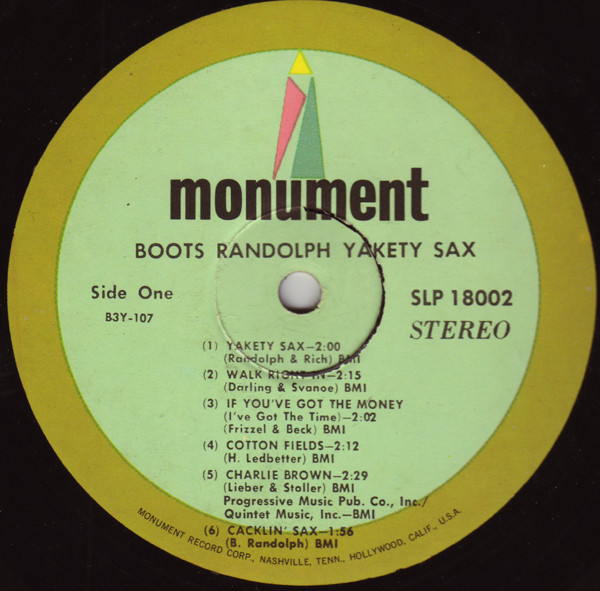 monument
BOOTS RANDOLPH YAKETY SAX
Side One
B3Y-107
SLP 18002
STEREO
(1) YAKETY SAX—2:00
(Randolph & Rich) BMI
(2) WALK RIGHT IN—2:15
(Darling & Svanoe) BMI
(3) IF YOU'VE GOT THE MONEY
(I've Got The Time)—2:02
(Frizzel & Beck) BMI
(4) COTTON FIELDS—2:12
(H. Ledbetter) BMI
(5) CHARLIE BROWN—2:29
(Lieber & Stoller) BMI
Progressive Music Pub. Co., Inc./
Quintet Music, Inc.—BMI
(6) CACKLIN' SAX—1:56
(B. Randolph) BMI
MONUMENT RECORD CORP., NASHVILLE, TENN., HOLLYWOOD, CALIF., U.S.A.